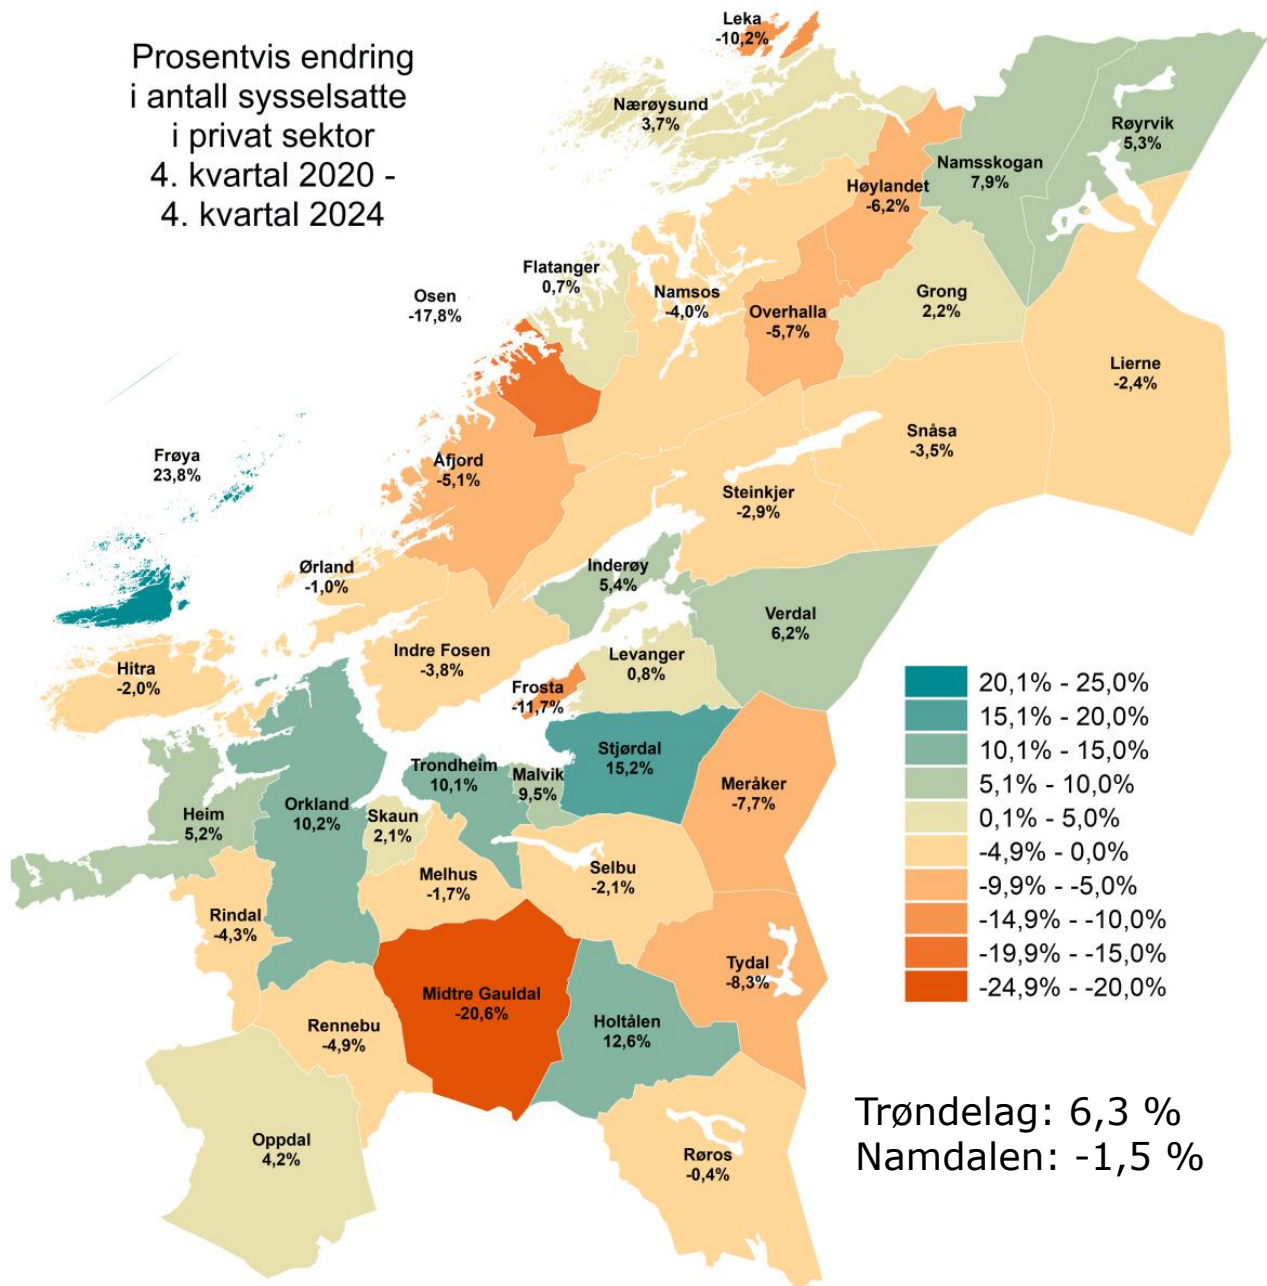 Prosentvis endring
i antall sysselsatte
i privat sektor
4. kvartal 2020 -
4. kvartal 2024
Leka
-10,2%
Nærøysund
3,7%
Røyrvik
5,3%
Namsskogan
7,9%
Høylandet
-6,2%
Flatanger
0,7%
Osen
-17,8%
Namsos
-4,0%
Overhalla
-5,7%
Grong
2,2%
Lierne
-2,4%
Snåsa
-3,5%
Frøya
23,8%
Åfjord
-5,1%
Steinkjer
-2,9%
Ørland
-1,0%
Inderøy
5,4%
Verdal
6,2%
Hitra
-2,0%
Indre Fosen
-3,8%
Levanger
0,8%
Frosta
-11,7%
Stjørdal
15,2%
Trondheim
10,1%
Malvik
9,5%
Meråker
-7,7%
Heim
5,2%
Orkland
10,2%
Skaun
2,1%
Melhus
-1,7%
Selbu
-2,1%
Rindal
-4,3%
Tydal
-8,3%
Midtre Gauldal
-20,6%
Holtålen
12,6%
Rennebu
-4,9%
Oppdal
4,2%
Røros
-0,4%
20,1% - 25,0%
15,1% - 20,0%
10,1% - 15,0%
5,1% - 10,0%
0,1% - 5,0%
-4,9% - 0,0%
-9,9% - -5,0%
-14,9% - -10,0%
-19,9% - -15,0%
-24,9% - -20,0%
Trøndelag: 6,3 %
Namdalen: -1,5 %